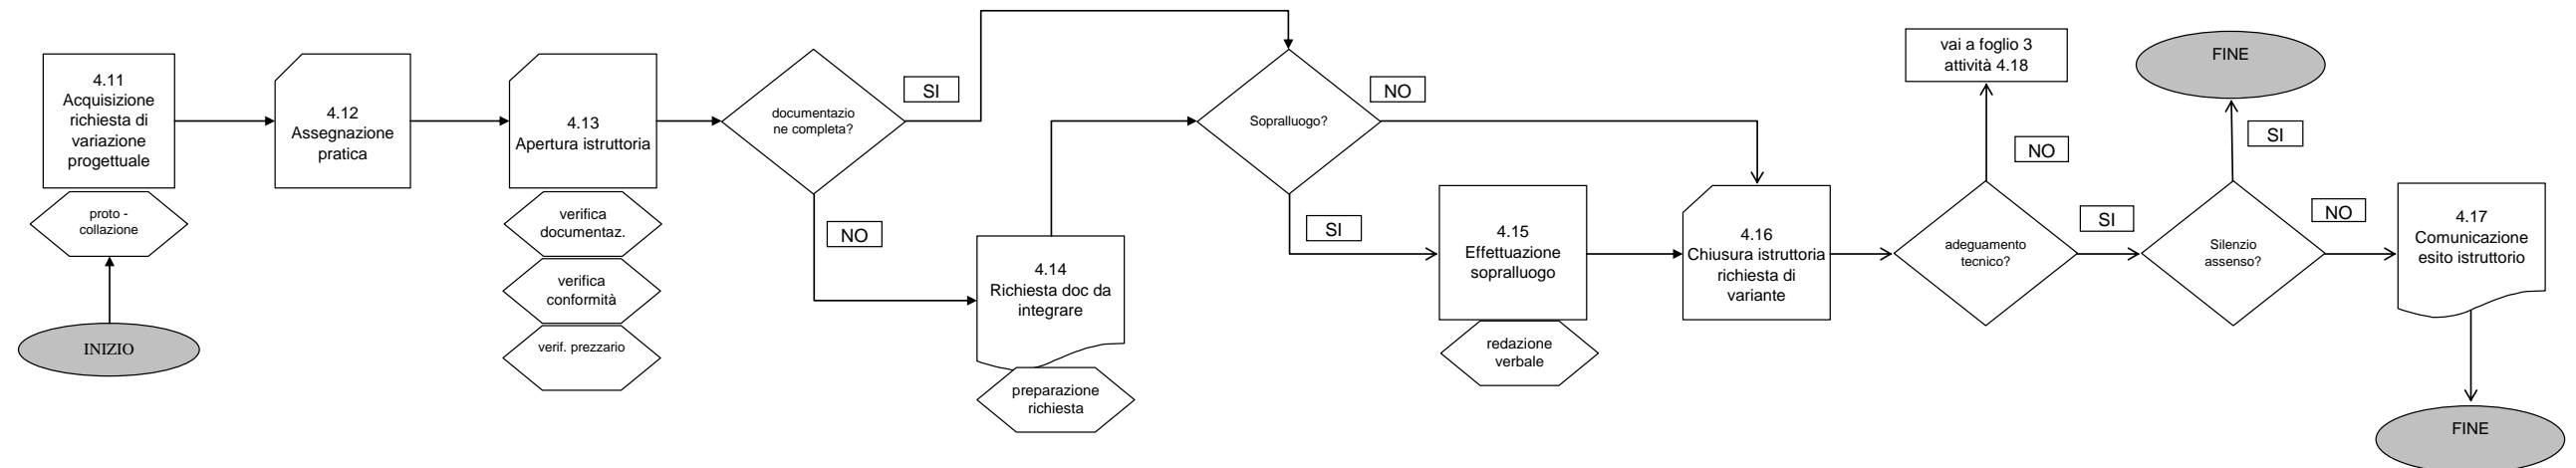 4.11
Acquisizione
richiesta di
variazione
progettuale
proto -
collazione
INIZIO
4.12
Assegnazione
pratica
4.13
Apertura istruttoria
verifica
documentaz.
verifica
conformità
verif. prezzario
documentazio
ne completa?
SI
NO
4.14
Richiesta doc da
integrare
preparazione
richiesta
Sopralluogo?
NO
SI
4.15
Effettuazione
sopralluogo
redazione
verbale
4.16
Chiusura istruttoria
richiesta di
variante
vai a foglio 3
attività 4.18
NO
adeguamento
tecnico?
SI
FINE
SI
Silenzio
assenso?
NO
4.17
Comunicazione
esito istruttorio
FINE